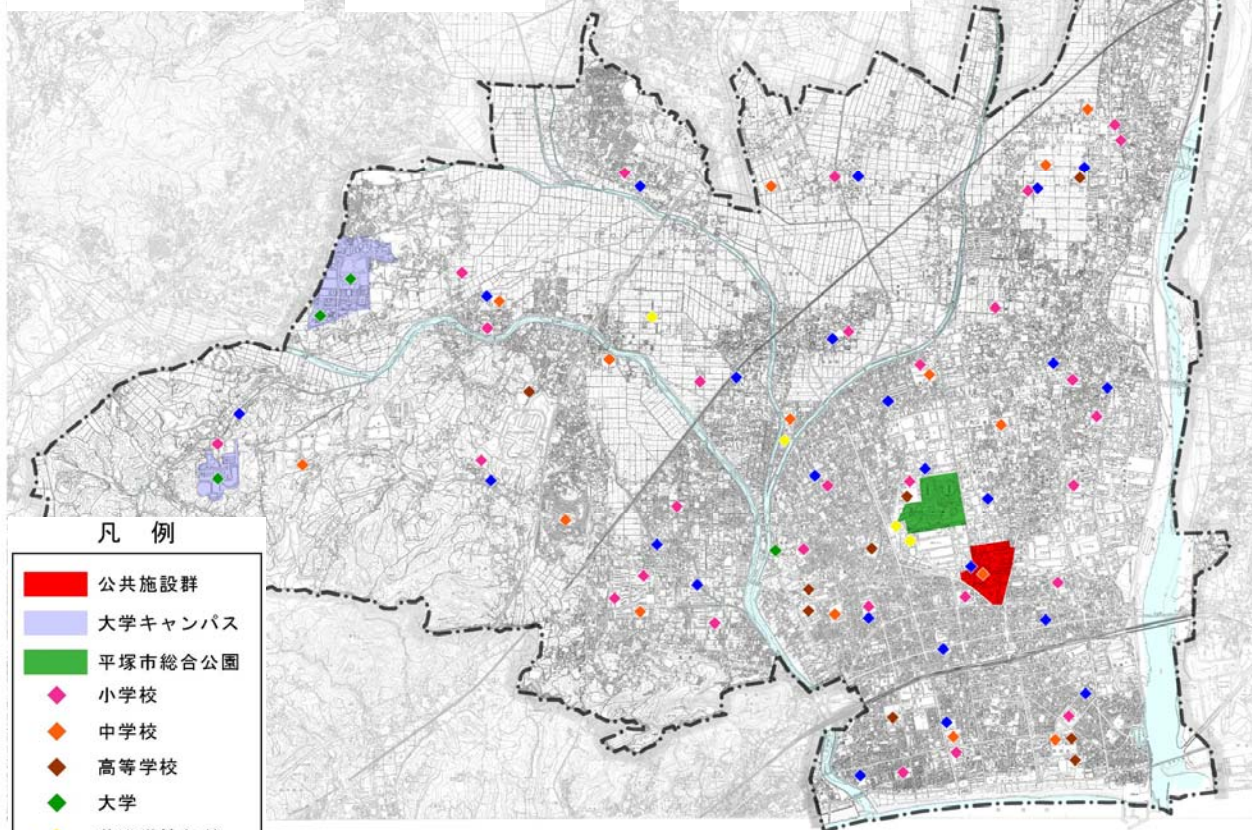 凡 例
公共施設群
大学キャンパス
平塚市総合公園
小学校
中学校
高等学校
大学